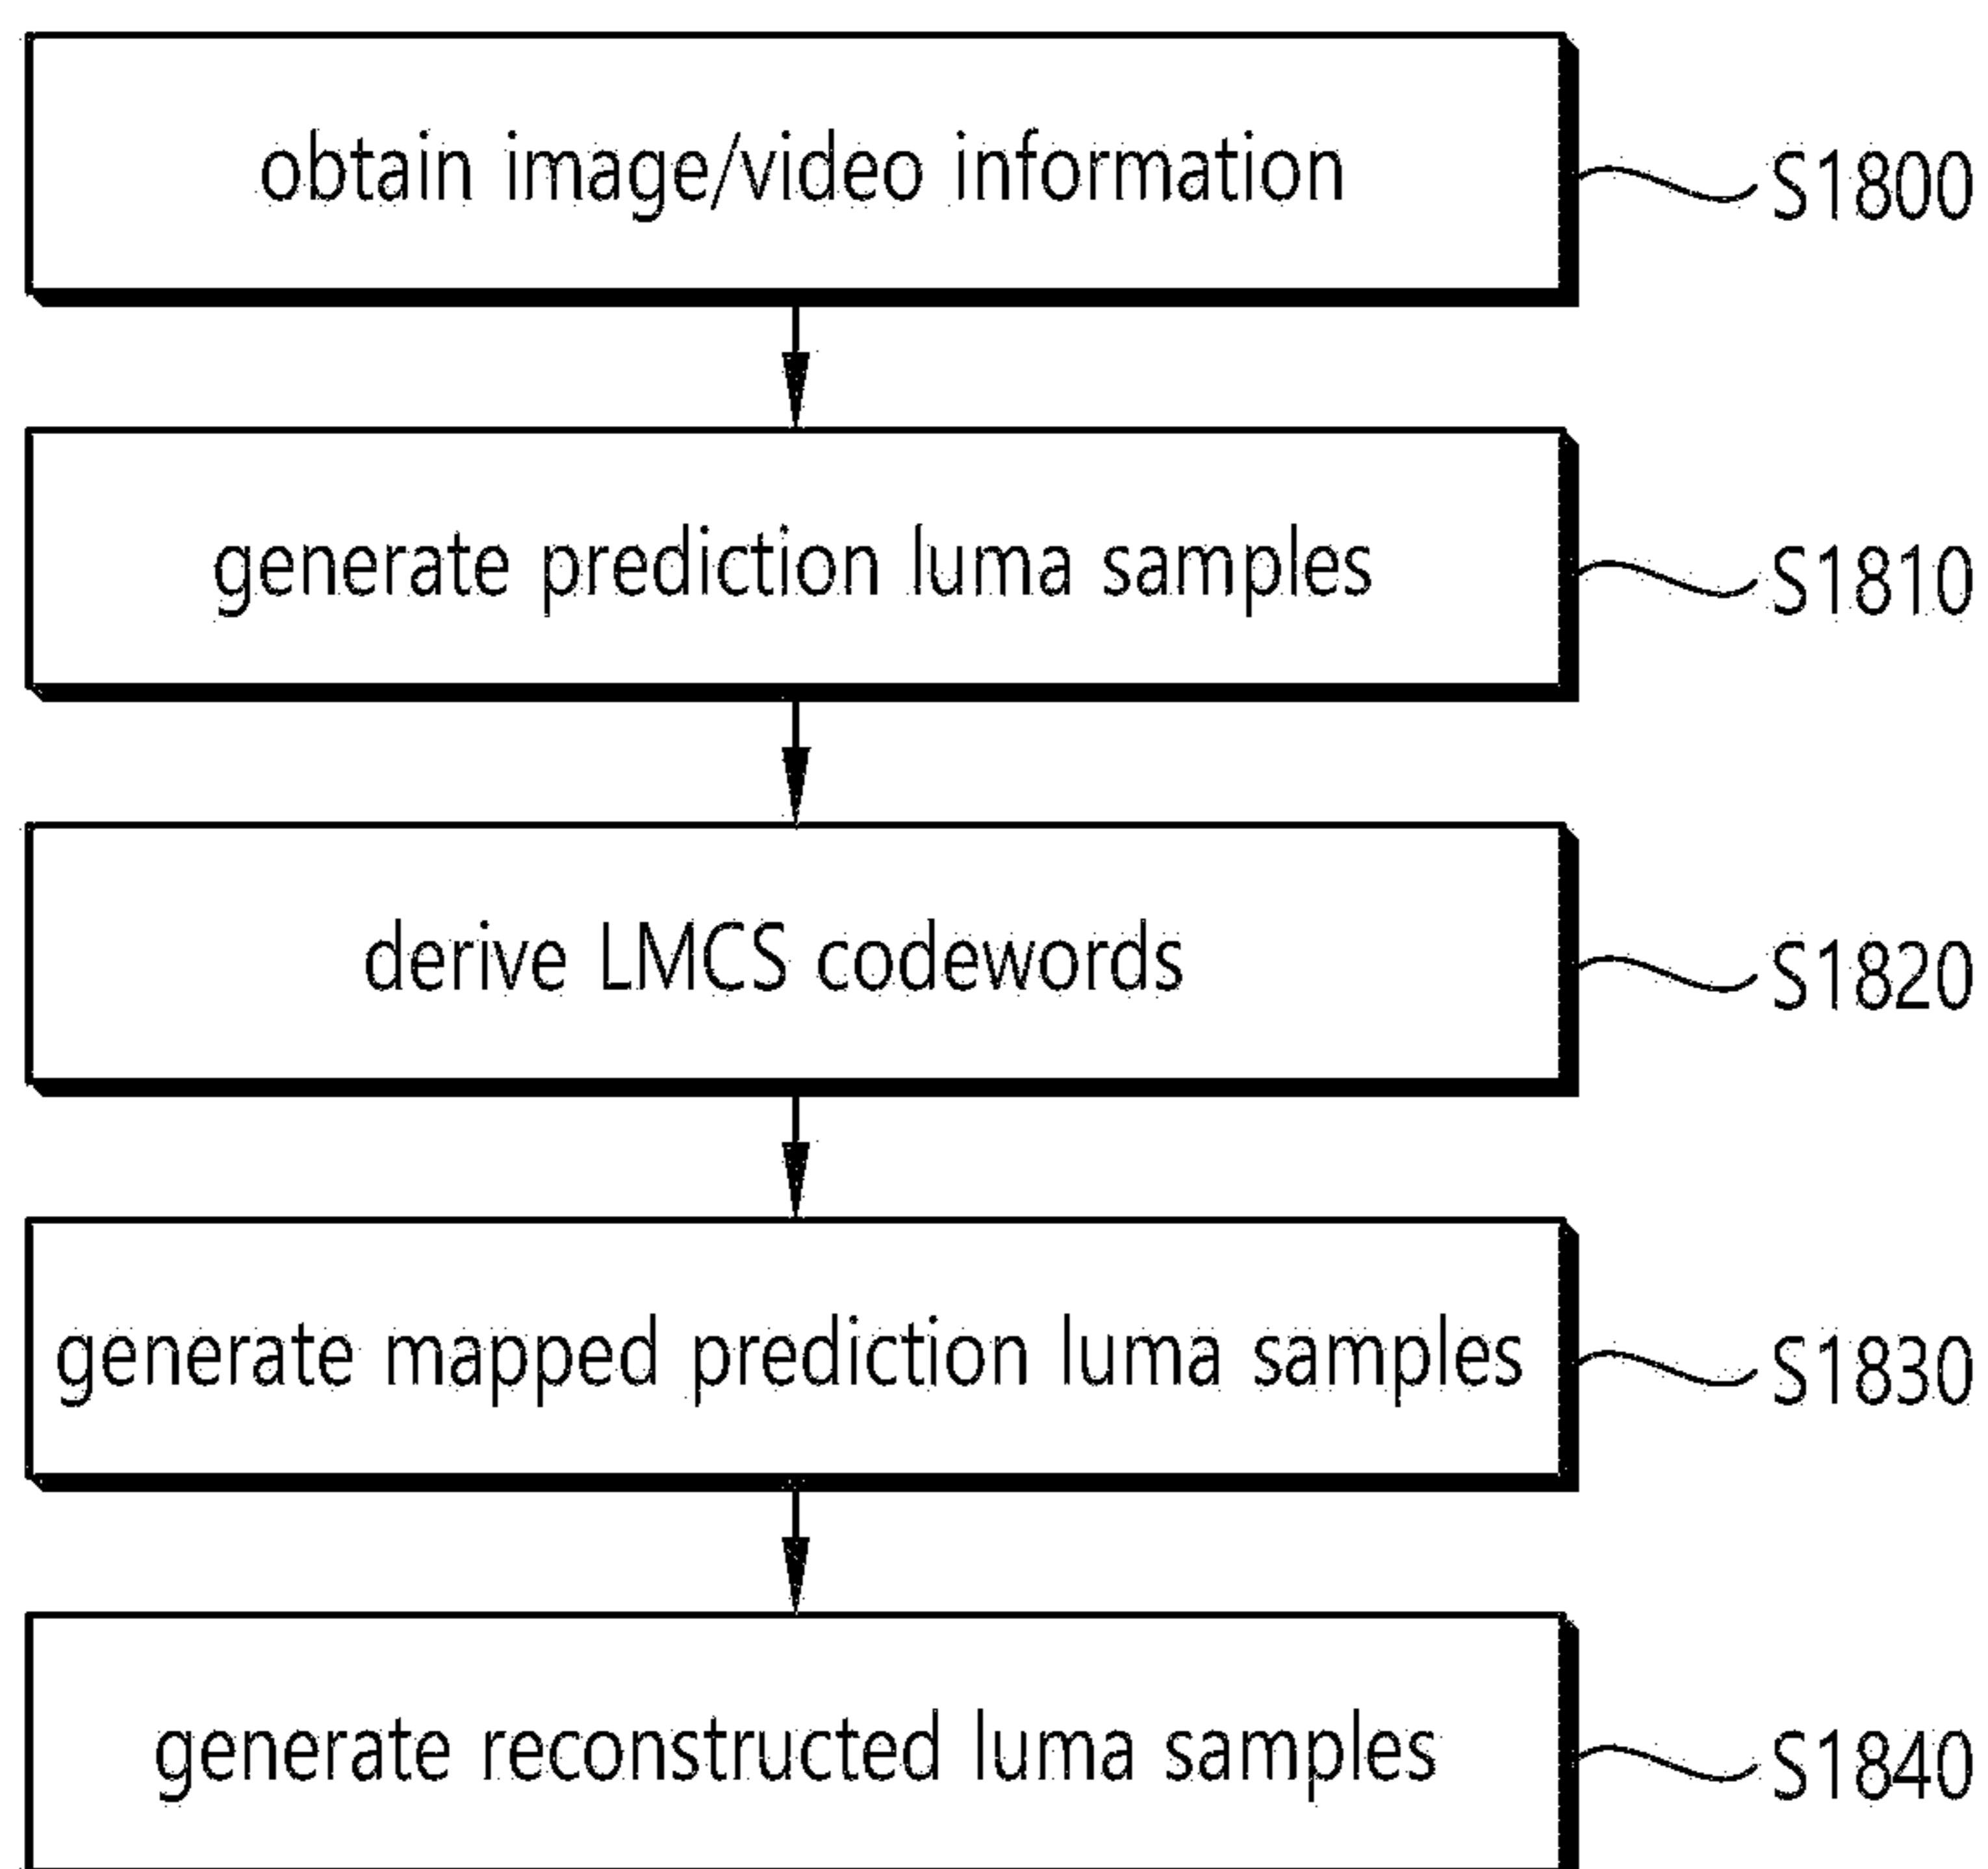 obtain image/video information
S1800
generate prediction luma samples
S1810
derive LMCS codewords
S1820
generate mapped prediction luma samples
S1830
generate reconstructed luma samples
S1840